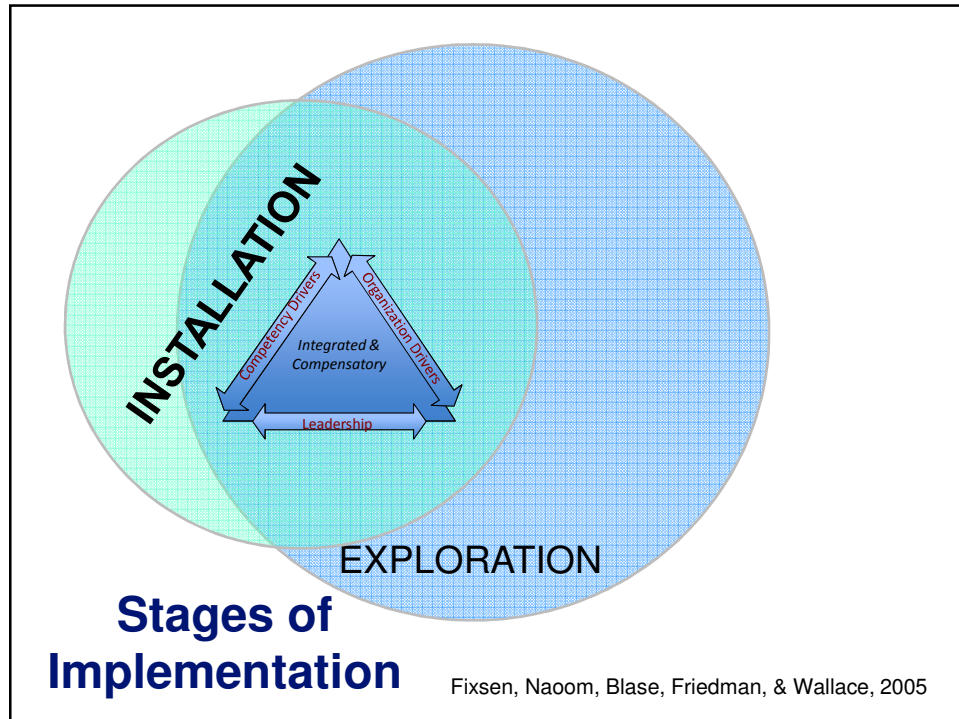 INSTALLATION
Competency Drivers
Organization Drivers
Integrated &
Compensatory
Leadership
EXPLORATION
Stages of
Implementation
Fixsen, Naoom, Blase, Friedman, & Wallace, 2005